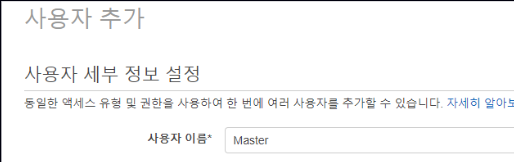 사용자 추가
사용자 세부 정보 설정
동일한 액세스 유형 및 권한을 사용하여 한 번에 여러 사용자를 추가할 수 있습니다. 자세히 알아보
사용자 이름* Master